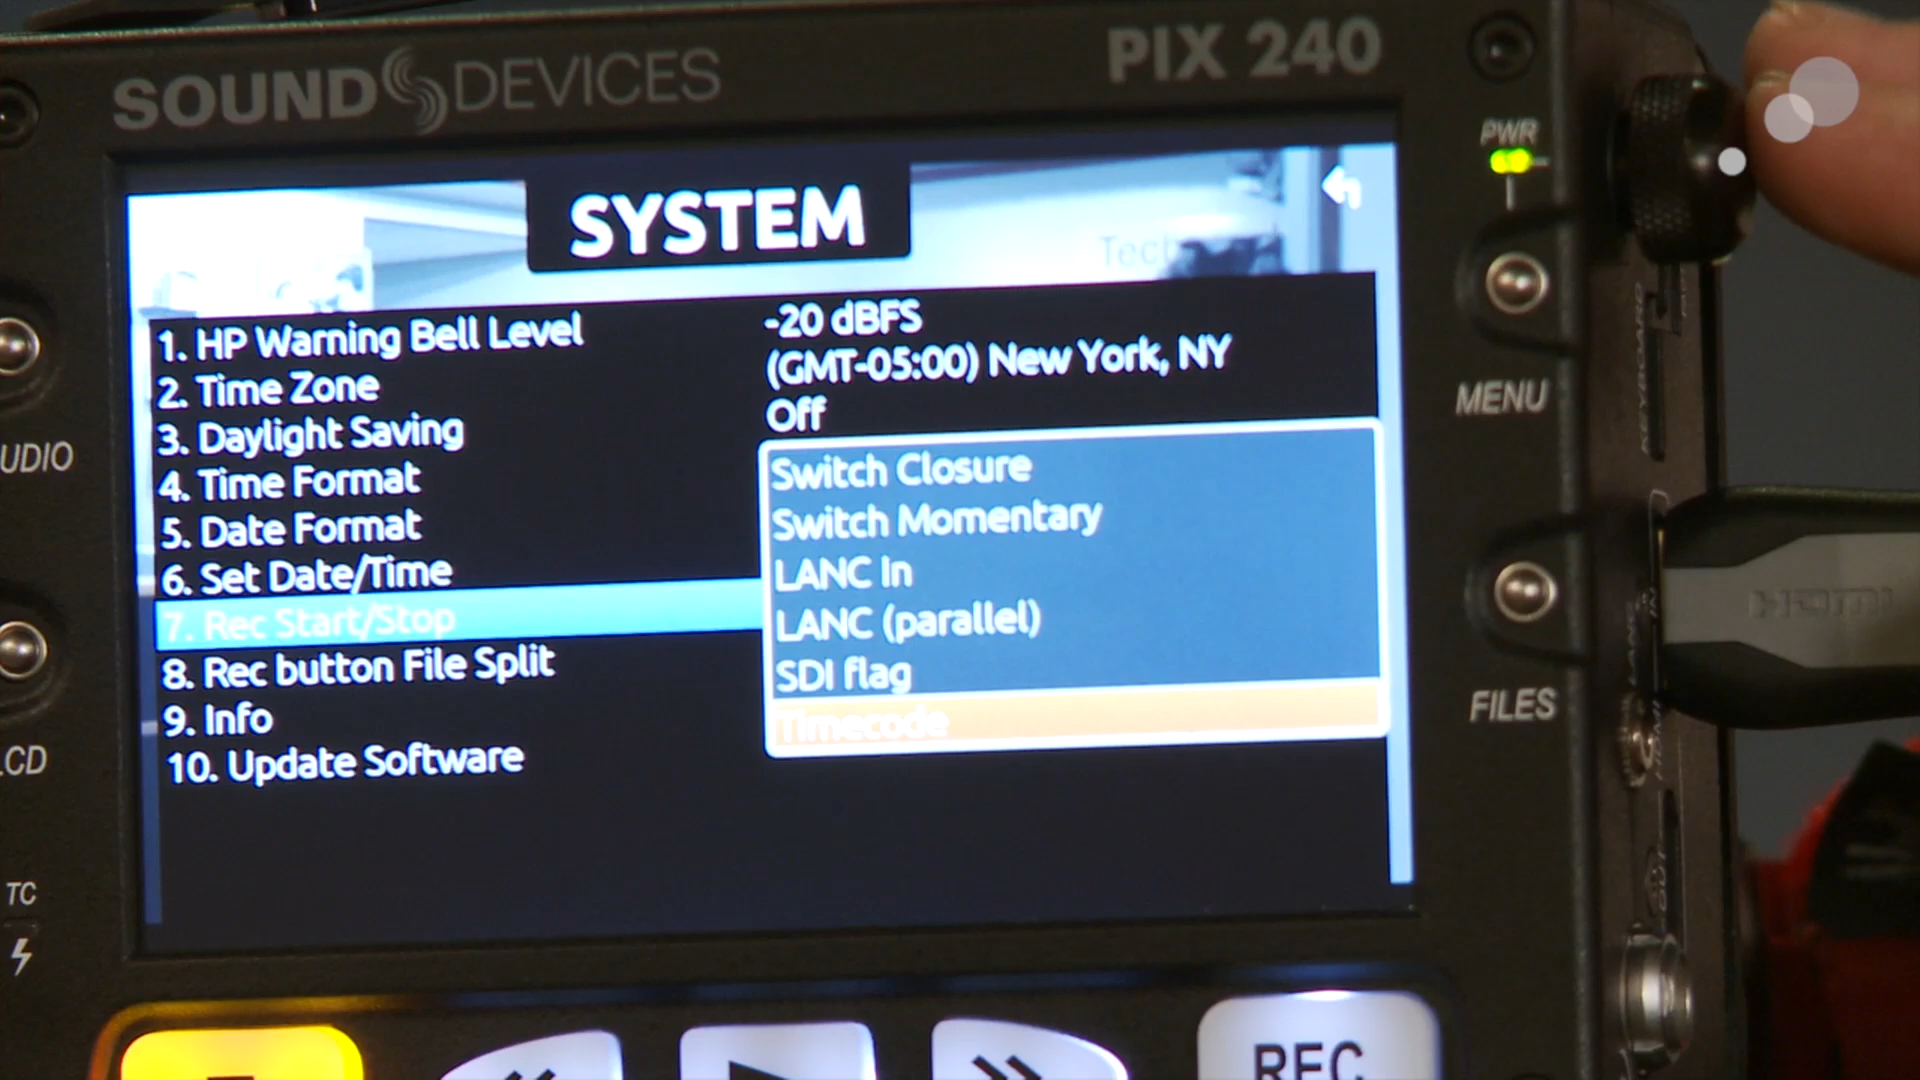 SOUND DEVICES
PIX 240
PWR
SYSTEM
Tech
1. HP Warning Bell Level -20 dBFS
2. Time Zone (GMT-05:00) New York, NY
3. Daylight Saving Off
4. Time Format
5. Date Format
6. Set Date/Time
7. Rec Start/Stop
8. Rec button File Split
9. Info
10. Update Software
Switch Closure
Switch Momentary
LANC in
LANC (parallel)
SDI flag
Timecode
MENU
FILES
KEYBOARD
HDMI
UDIO
CD
TC
REC